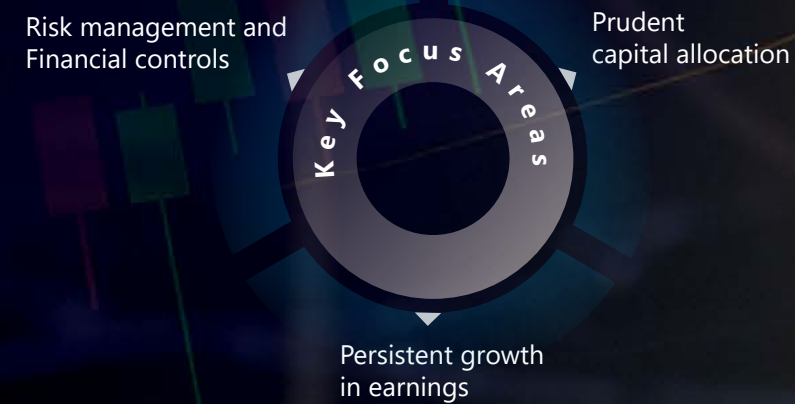 Risk management and
Financial controls
Prudent
capital allocation
Key Focus Areas
Persistent growth
in earnings